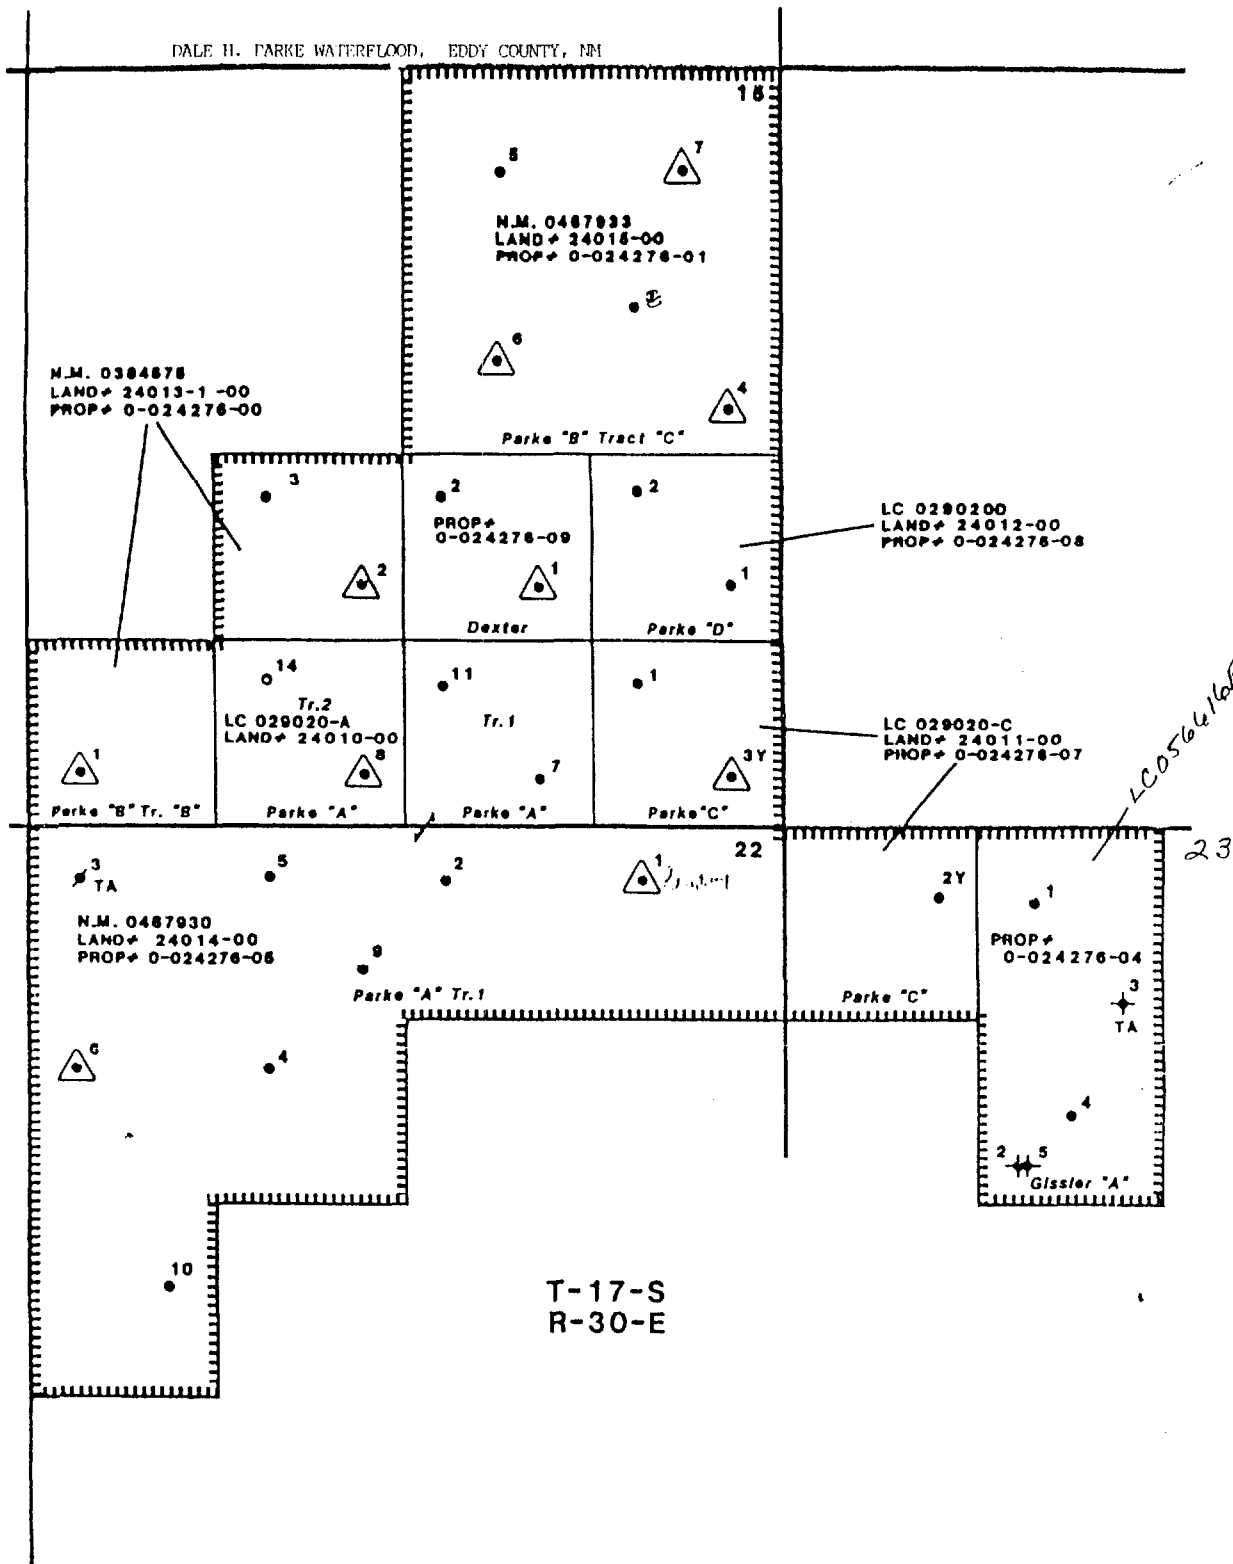 DALE H. PARKE WATERFLOOD, EDDY COUNTY, NM
15
5
7
N.M. 0467933
LAND# 24015-00
PROP# 0-024276-01
6
4
Parke "B" Tract "C"
N.M. 0384575
LAND# 24013-1-00
PROP# 0-024276-00
3
2
2
PROP#
0-024276-09
1
Dexter
2
1
Parke "D"
LC 029020D
LAND# 24012-00
PROP# 0-024276-08
1
Parke "B" Tr. "B"
14
Tr.2
LC 029020-A
LAND# 24010-00
8
Parke "A"
11
Tr.1
7
Parke "A"
1
3Y
Parke "C"
LC 029020-C
LAND# 24011-00
PROP# 0-024276-07
22
23
3
TA
5
2
1
N.M. 0467930
LAND# 24014-00
PROP# 0-024276-05
9
Parke "A" Tr.1
6
4
10
2Y
Parke "C"
1
PROP#
0-024276-04
3
TA
4
2
5
Gissler "A"
T-17-S
R-30-E